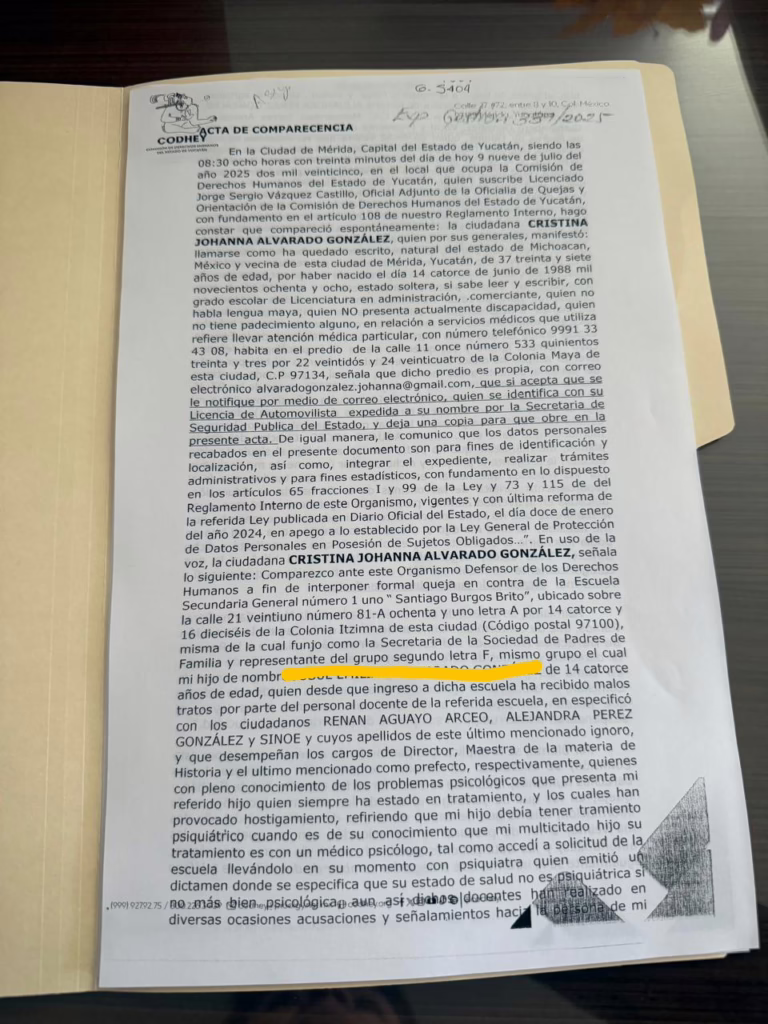 G. 5404
Calle 27 #72, entre 8 y 10, Col. México
Exp 337/2025
CODHEY
ACTA DE COMPARECENCIA
En la Ciudad de Mérida, Capital del Estado de Yucatán, siendo las
08:30 ocho horas con treinta minutos del día de hoy 9 nueve de julio del
año 2025 dos mil veinticinco, en el local que ocupa la Comisión de
Derechos Humanos del Estado de Yucatán, quien suscribe Licenciado
Jorge Sergio Vázquez Castillo, Oficial Adjunto de la Oficialía de Quejas y
Orientación de la Comisión de Derechos Humanos del Estado de Yucatán,
con fundamento en el artículo 108 de nuestro Reglamento Interno, hago
constar que compareció espontáneamente: la ciudadana CRISTINA
JOHANNA ALVARADO GONZÁLEZ, quien por sus generales, manifestó:
llamarse como ha quedado escrito, natural del estado de Michoacan,
México y vecina de esta ciudad de Mérida, Yucatán, de 37 treinta y siete
años de edad, por haber nacido el día 14 catorce de junio de 1988 mil
novecientos ochenta y ocho, estado soltera, si sabe leer y escribir, con
grado escolar de Licenciatura en administración, .comerciante, quien no
habla lengua maya, quien NO presenta actualmente discapacidad, quien
no tiene padecimiento alguno, en relación a servicios médicos que utiliza
refiere llevar atención médica particular, con número telefónico 9991 33
43 08, habita en el predio de la calle 11 once número 533 quinientos
treinta y tres por 22 veintidós y 24 veinticuatro de la Colonia Maya de
esta ciudad, C.P 97134, señala que dicho predio es propia, con correo
electrónico alvaradogonzalez.johanna@gmail.com, que si acepta que se
le notifique por medio de correo electrónico, quien se identifica con su
Licencia de Automovilista expedida a su nombre por la Secretaria de
Seguridad Publica del Estado, y deja una copia para que obre en la
presente acta. De igual manera, le comunico que los datos personales
recabados en el presente documento son para fines de identificación y
localización, así como, integrar el expediente, realizar trámites
administrativos y para fines estadísticos, con fundamento en lo dispuesto
en los artículos 65 fracciones I y 99 de la Ley y 73 y 115 de del
Reglamento Interno de este Organismo, vigentes y con última reforma de
la referida Ley publicada en Diario Oficial del Estado, el día doce de enero
del año 2024, en apego a lo establecido por la Ley General de Protección
de Datos Personales en Posesión de Sujetos Obligados...". En uso de la
voz, la ciudadana CRISTINA JOHANNA ALVARADO GONZÁLEZ, señala
lo siguiente: Comparezco ante este Organismo Defensor de los Derechos
Humanos a fin de interponer formal queja en contra de la Escuela
Secundaria General número 1 uno " Santiago Burgos Brito", ubicado sobre
la calle 21 veintiuno número 81-A ochenta y uno letra A por 14 catorce y
16 dieciséis de la Colonia Itzimna de esta ciudad (Código postal 97100),
misma de la cual funjo como la Secretaria de la Sociedad de Padres de
Familia y representante del grupo segundo letra F, mismo grupo el cual
mi hijo de nombre de 14 catorce
años de edad, quien desde que ingreso a dicha escuela ha recibido malos
tratos por parte del personal docente de la referida escuela, en especificó
con los ciudadanos RENAN AGUAYO ARCEO, ALEJANDRA PEREZ
GONZÁLEZ y SINOE y cuyos apellidos de este último mencionado ignoro,
y que desempeñan los cargos de Director, Maestra de la materia de
Historia y el ultimo mencionado como prefecto, respectivamente, quienes
con pleno conocimiento de los problemas psicológicos que presenta mi
referido hijo quien siempre ha estado en tratamiento, y los cuales han
provocado hostigamiento, refiriendo que mi hijo debía tener tramiento
psiquiátrico cuando es de su conocimiento que mi multicitado hijo su
tratamiento es con un médico psicólogo, tal como accedí a solicitud de la
escuela llevándolo en su momento con psiquiatra quien emitió un
dictamen donde se especifica que su estado de salud no es psiquiátrica si
no más bien psicológica, aun así dichos docentes han realizado en
diversas ocasiones acusaciones y señalamientos hacia la persona de mi